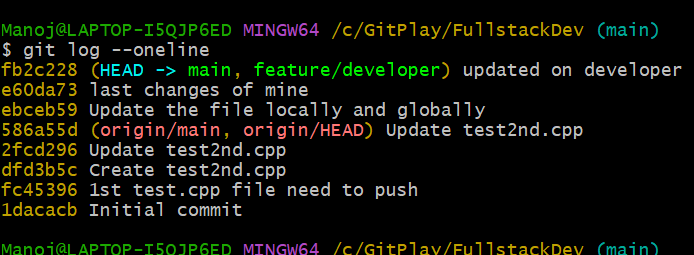 Manoj@LAPTOP-I5QJP6ED MINGW64 /c/GitPlay/FullstackDev (main)
$ git log --oneline
fb2c228 (HEAD -> main, feature/developer) updated on developer
e60da73 last changes of mine
ebceb59 Update the file locally and globally
586a55d (origin/main, origin/HEAD) Update test2nd.cpp
2fcd296 Update test2nd.cpp
dfd3b5c Create test2nd.cpp
fc45396 1st test.cpp file need to push
1dacacb Initial commit
Manoj@LAPTOP-I5QJP6ED MINGW64 /c/GitPlay/FullstackDev (main)